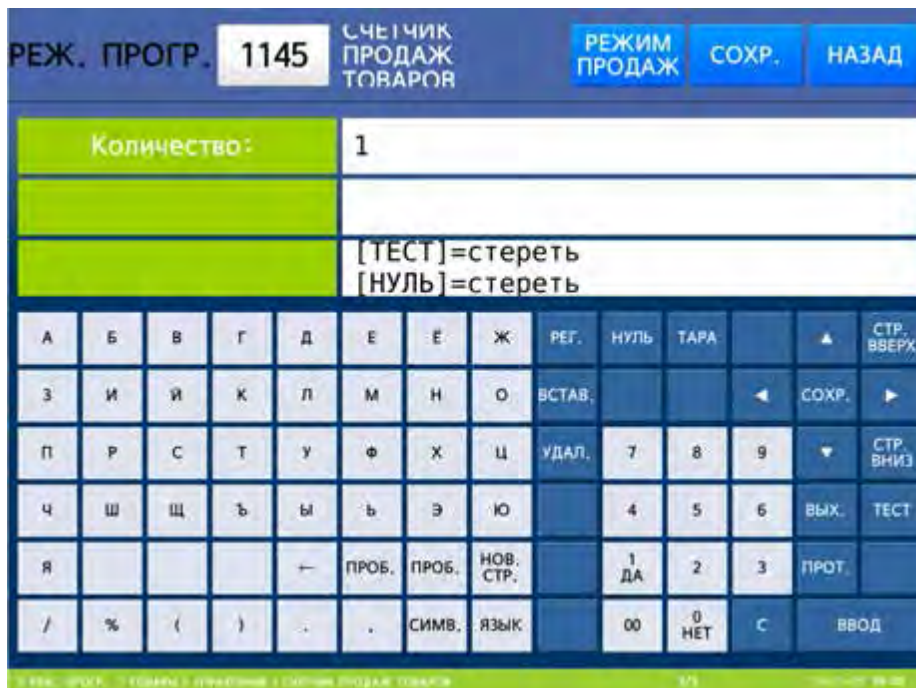 РЕЖ. ПРОГР. 1145 СЧЕТЧИК
ПРОДАЖ
ТОВАРОВ
РЕЖИМ
ПРОДАЖ
СОХР.
НАЗАД
Количество: 1
[ТЕСТ]=стереть
[НУЛЬ]=стереть
А Б В Г Д Е Ё Ж РЕГ. НУЛЬ ТАРА ▲ СТР. ВВЕРХ
З И Й К Л М Н О ВСТАВ. ◄ СОХР. ►
П Р С Т У Ф Х Ц УДАЛ. 7 8 9 ▼ СТР. ВНИЗ
Ч Ш Щ Ъ Ы Ь Э Ю 4 5 6 ВЫХ. ТЕСТ
Я ← ПРОБ. ПРОБ. НОВ. СТР. 1 ДА 2 3 ПРОТ.
/ % ( ) . , СИМВ. ЯЗЫК 00 0 НЕТ С ВВОД